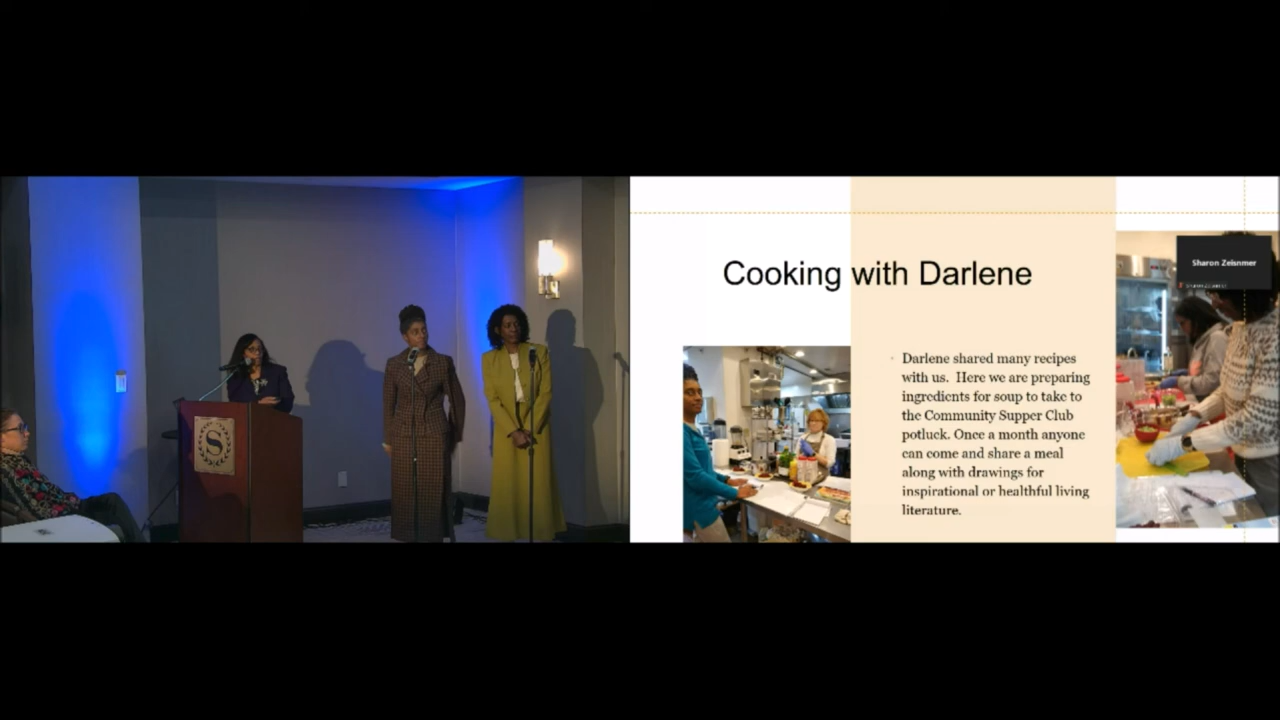 S
Cooking with Darlene
Sharon Zeisnmer
Darlene shared many recipes
with us.  Here we are preparing
ingredients for soup to take to
the Community Supper Club
potluck. Once a month anyone
can come and share a meal
along with drawings for
inspirational or healthful living
literature.